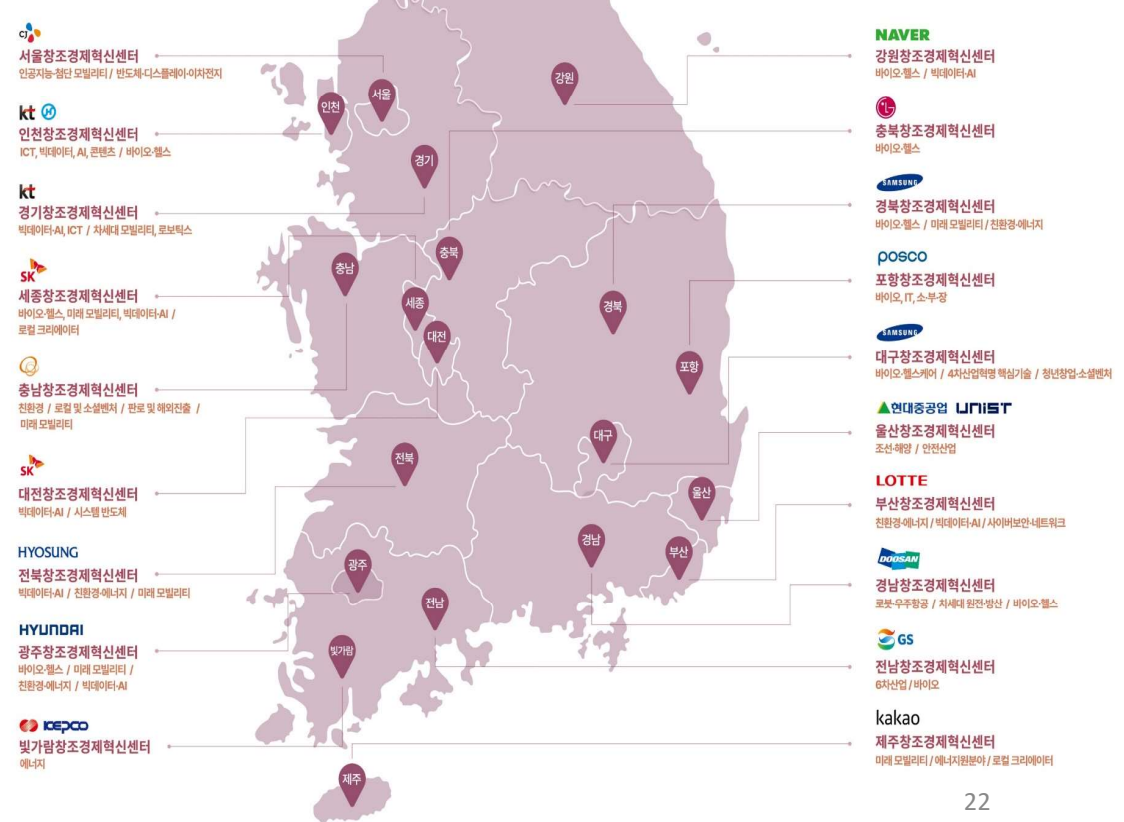 CJ
서울창조경제혁신센터
인공지능·첨단 모빌리티 / 반도체·디스플레이·이차전지
kt
인천창조경제혁신센터
ICT, 빅데이터, AI, 콘텐츠 / 바이오·헬스
kt
경기창조경제혁신센터
빅데이터·AI, ICT / 차세대 모빌리티, 로보틱스
SK
세종창조경제혁신센터
바이오·헬스, 미래 모빌리티, 빅데이터·AI /
로컬 크리에이터
충남창조경제혁신센터
친환경 / 로컬 및 소셜벤처 / 판로 및 해외진출 /
미래 모빌리티
SK
대전창조경제혁신센터
빅데이터·AI / 시스템 반도체
HYOSUNG
전북창조경제혁신센터
빅데이터·AI / 친환경·에너지 / 미래 모빌리티
HYUNDAI
광주창조경제혁신센터
바이오·헬스 / 미래 모빌리티 /
친환경·에너지 / 빅데이터·AI
KEPCO
빛가람창조경제혁신센터
에너지
강원
서울
인천
경기
충북
충남
세종
경북
대전
포항
대구
전북
울산
경남
부산
광주
전남
빛가람
제주
NAVER
강원창조경제혁신센터
바이오·헬스 / 빅데이터·AI
충북창조경제혁신센터
바이오·헬스
SAMSUNG
경북창조경제혁신센터
바이오·헬스 / 미래 모빌리티 / 친환경·에너지
posco
포항창조경제혁신센터
바이오, IT, 소·부·장
SAMSUNG
대구창조경제혁신센터
바이오·헬스케어 / 4차산업혁명 핵심기술 / 청년창업·소셜벤처
현대중공업 UNIST
울산창조경제혁신센터
조선·해양 / 안전산업
LOTTE
부산창조경제혁신센터
친환경·에너지 / 빅데이터·AI / 사이버보안·네트워크
DOOSAN
경남창조경제혁신센터
로봇·우주항공 / 차세대 원전·방산 / 바이오·헬스
GS
전남창조경제혁신센터
6차산업 / 바이오
kakao
제주창조경제혁신센터
미래 모빌리티 / 에너지원분야 / 로컬 크리에이터
22